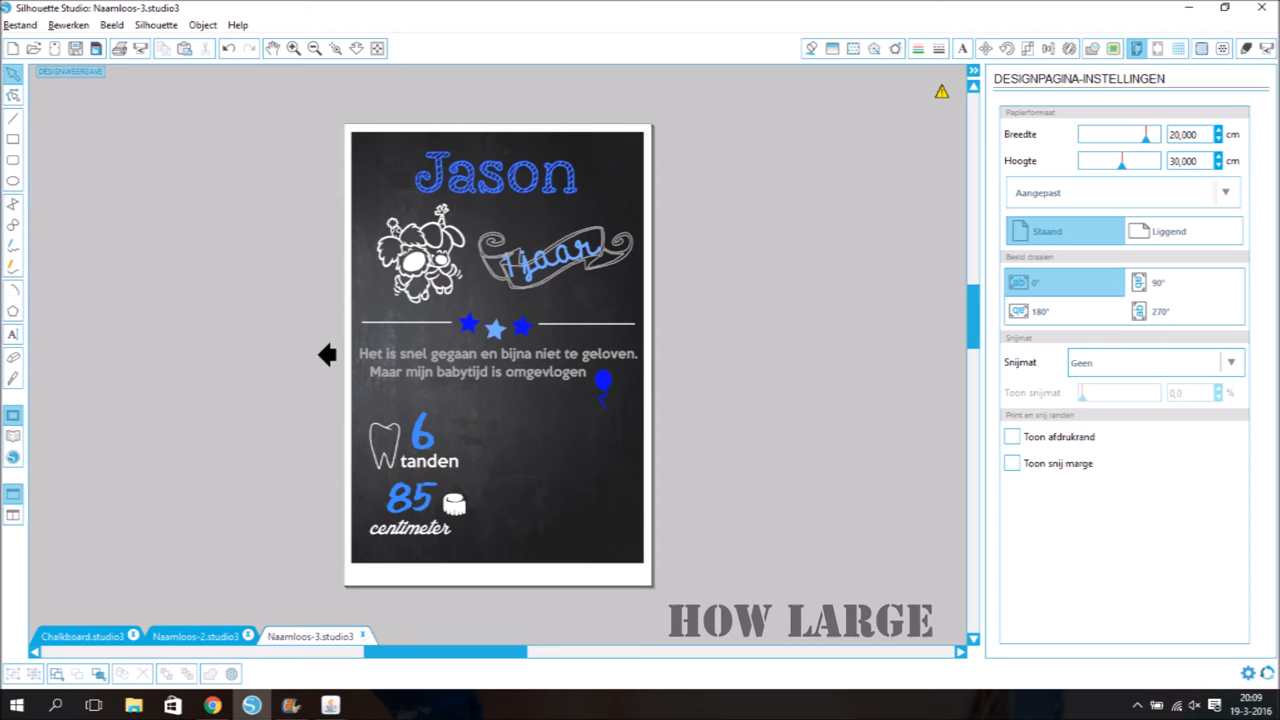 Silhouette Studio: Naamloos-3.studio3
Bestand Bewerken Beeld Silhouette Object Help
DESIGNWEERGAVE
DESIGNPAGINA-INSTELLINGEN
Papierformaat
Breedte 20,000 cm
Hoogte 30,000 cm
Aangepast
Staand Liggend
Beeld draaien
0° 90°
180° 270°
Snijmat
Snijmat Geen
Toon snijmat 0,0 %
Print en snij randen
Toon afdrukrand
Toon snij marge
Jason
1 jaar
Het is snel gegaan en bijna niet te geloven.
Maar mijn babytijd is omgevlogen
6
tanden
85
centimeter
HOW LARGE
Chalkboard.studio3 Naamloos-2.studio3 Naamloos-3.studio3
20:09
19-3-2016